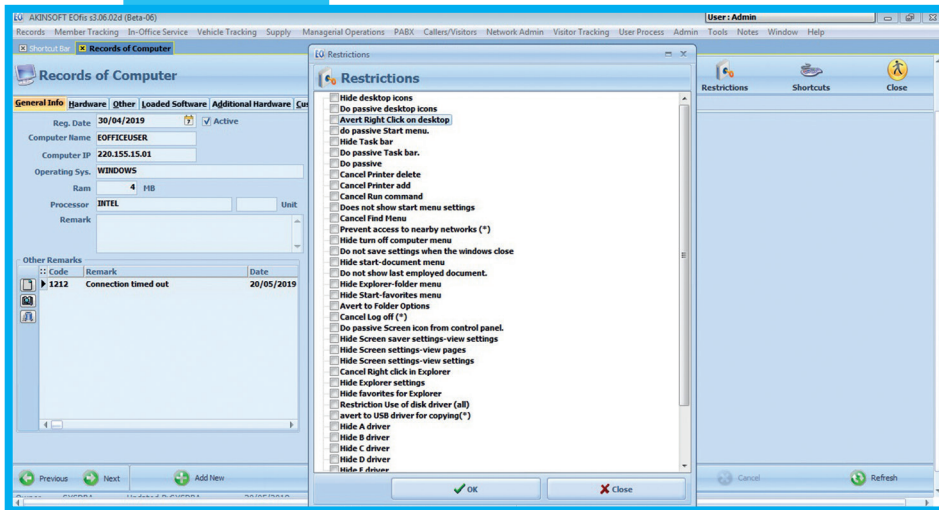 AKINSOFT EOfis s3.06.02d (Beta-06)
User : Admin
Records Member Tracking In-Office Service Vehicle Tracking Supply Managerial Operations PABX Callers/Visitors Network Admin Visitor Tracking User Process Admin Tools Notes Window Help
Shortcut Bar Records of Computer
Records of Computer
General Info Hardware Other Loaded Software Additional Hardware Cus
Reg. Date 30/04/2019 7 Active
Computer Name EOFFICEUSER
Computer IP 220.155.15.01
Operating Sys. WINDOWS
Ram 4 MB
Processor INTEL Unit
Remark
Other Remarks
Code Remark Date
1212 Connection timed out 20/05/2019
Previous Next Add New
Restrictions
Restrictions
Hide desktop icons
Do passive desktop icons
Avert Right Click on desktop
do passive Start menu.
Hide Task bar
Do passive Task bar.
Do passive
Cancel Printer delete
Cancel Printer add
Cancel Run command
Does not show start menu settings
Cancel Find Menu
Prevent access to nearby networks (*)
Hide turn off computer menu
Do not save settings when the windows close
Hide start-document menu
Do not show last employed document.
Hide Explorer-folder menu
Hide Start-favorites menu
Avert to Folder Options
Cancel Log off (*)
Do passive Screen icon from control panel.
Hide Screen saver settings-view settings
Hide Screen settings-view pages
Hide Screen settings-view settings
Cancel Right click in Explorer
Hide Explorer settings
Hide favorites for Explorer
Restriction Use of disk driver (all)
avert to USB driver for copying(*)
Hide A driver
Hide B driver
Hide C driver
Hide D driver
Hide E driver
OK Close
Restrictions Shortcuts Close
Cancel Refresh